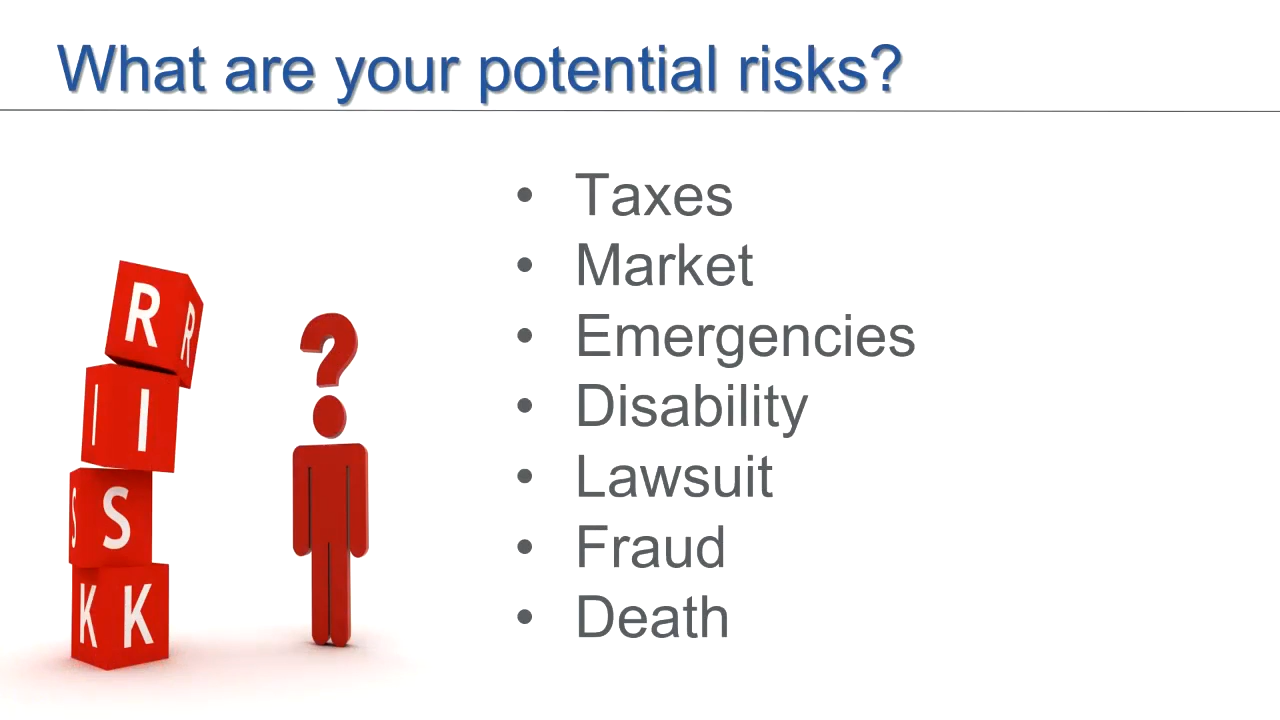 What are your potential risks?
• Taxes
• Market
• Emergencies
• Disability
• Lawsuit
• Fraud
• Death
R R
I I
S S
K K
?